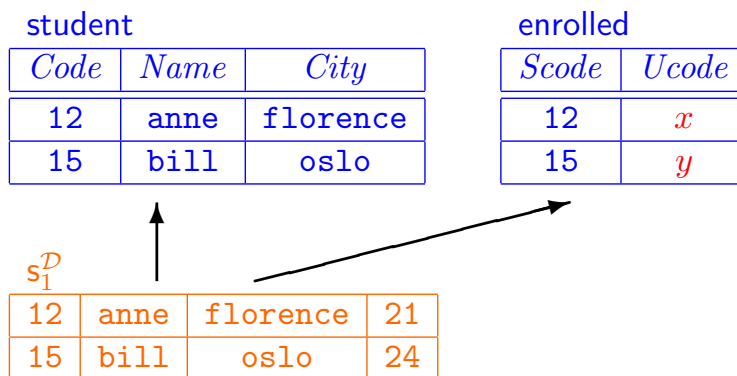 student
Code Name City
12 anne florence
15 bill oslo
enrolled
Scode Ucode
12 x
15 y
s₁ᴰ
12 anne florence 21
15 bill oslo 24